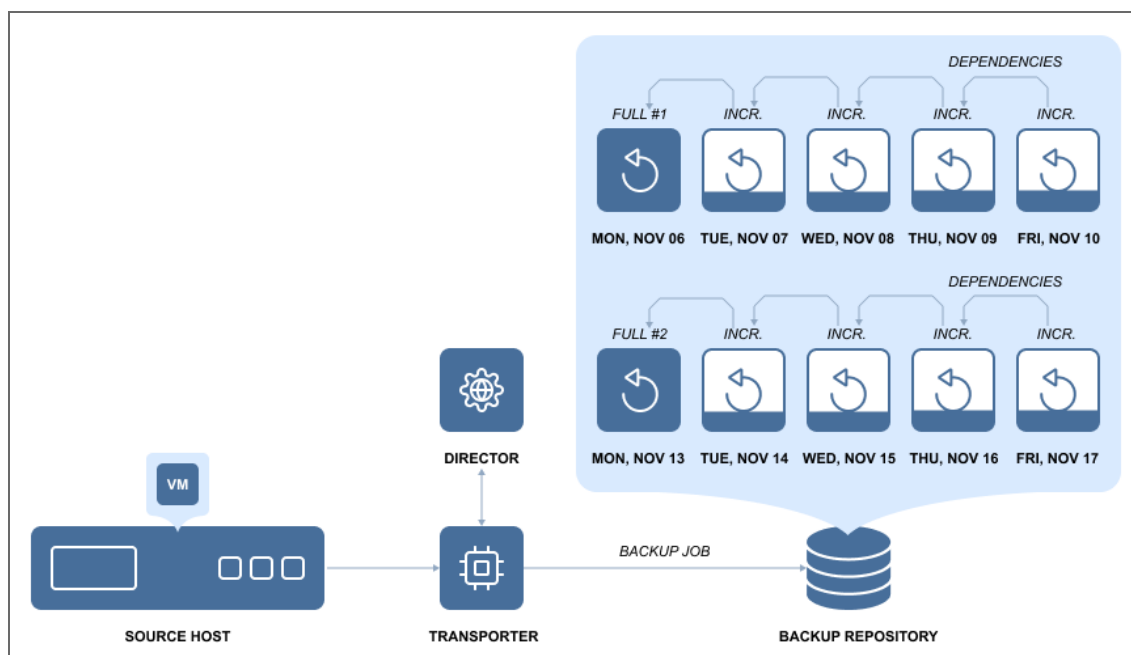 DEPENDENCIES
FULL #1 INCR. INCR. INCR. INCR.
MON, NOV 06 TUE, NOV 07 WED, NOV 08 THU, NOV 09 FRI, NOV 10
DEPENDENCIES
FULL #2 INCR. INCR. INCR. INCR.
MON, NOV 13 TUE, NOV 14 WED, NOV 15 THU, NOV 16 FRI, NOV 17
DIRECTOR
VM
BACKUP JOB
SOURCE HOST TRANSPORTER BACKUP REPOSITORY